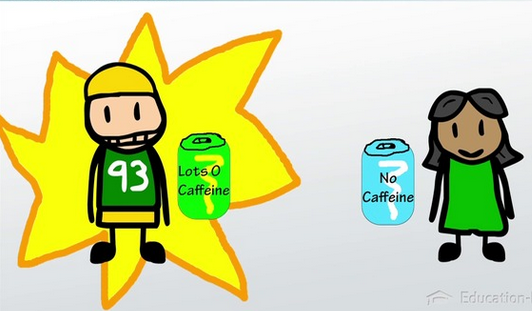 93
Lots O
Caffeine
No
Caffeine
Education-